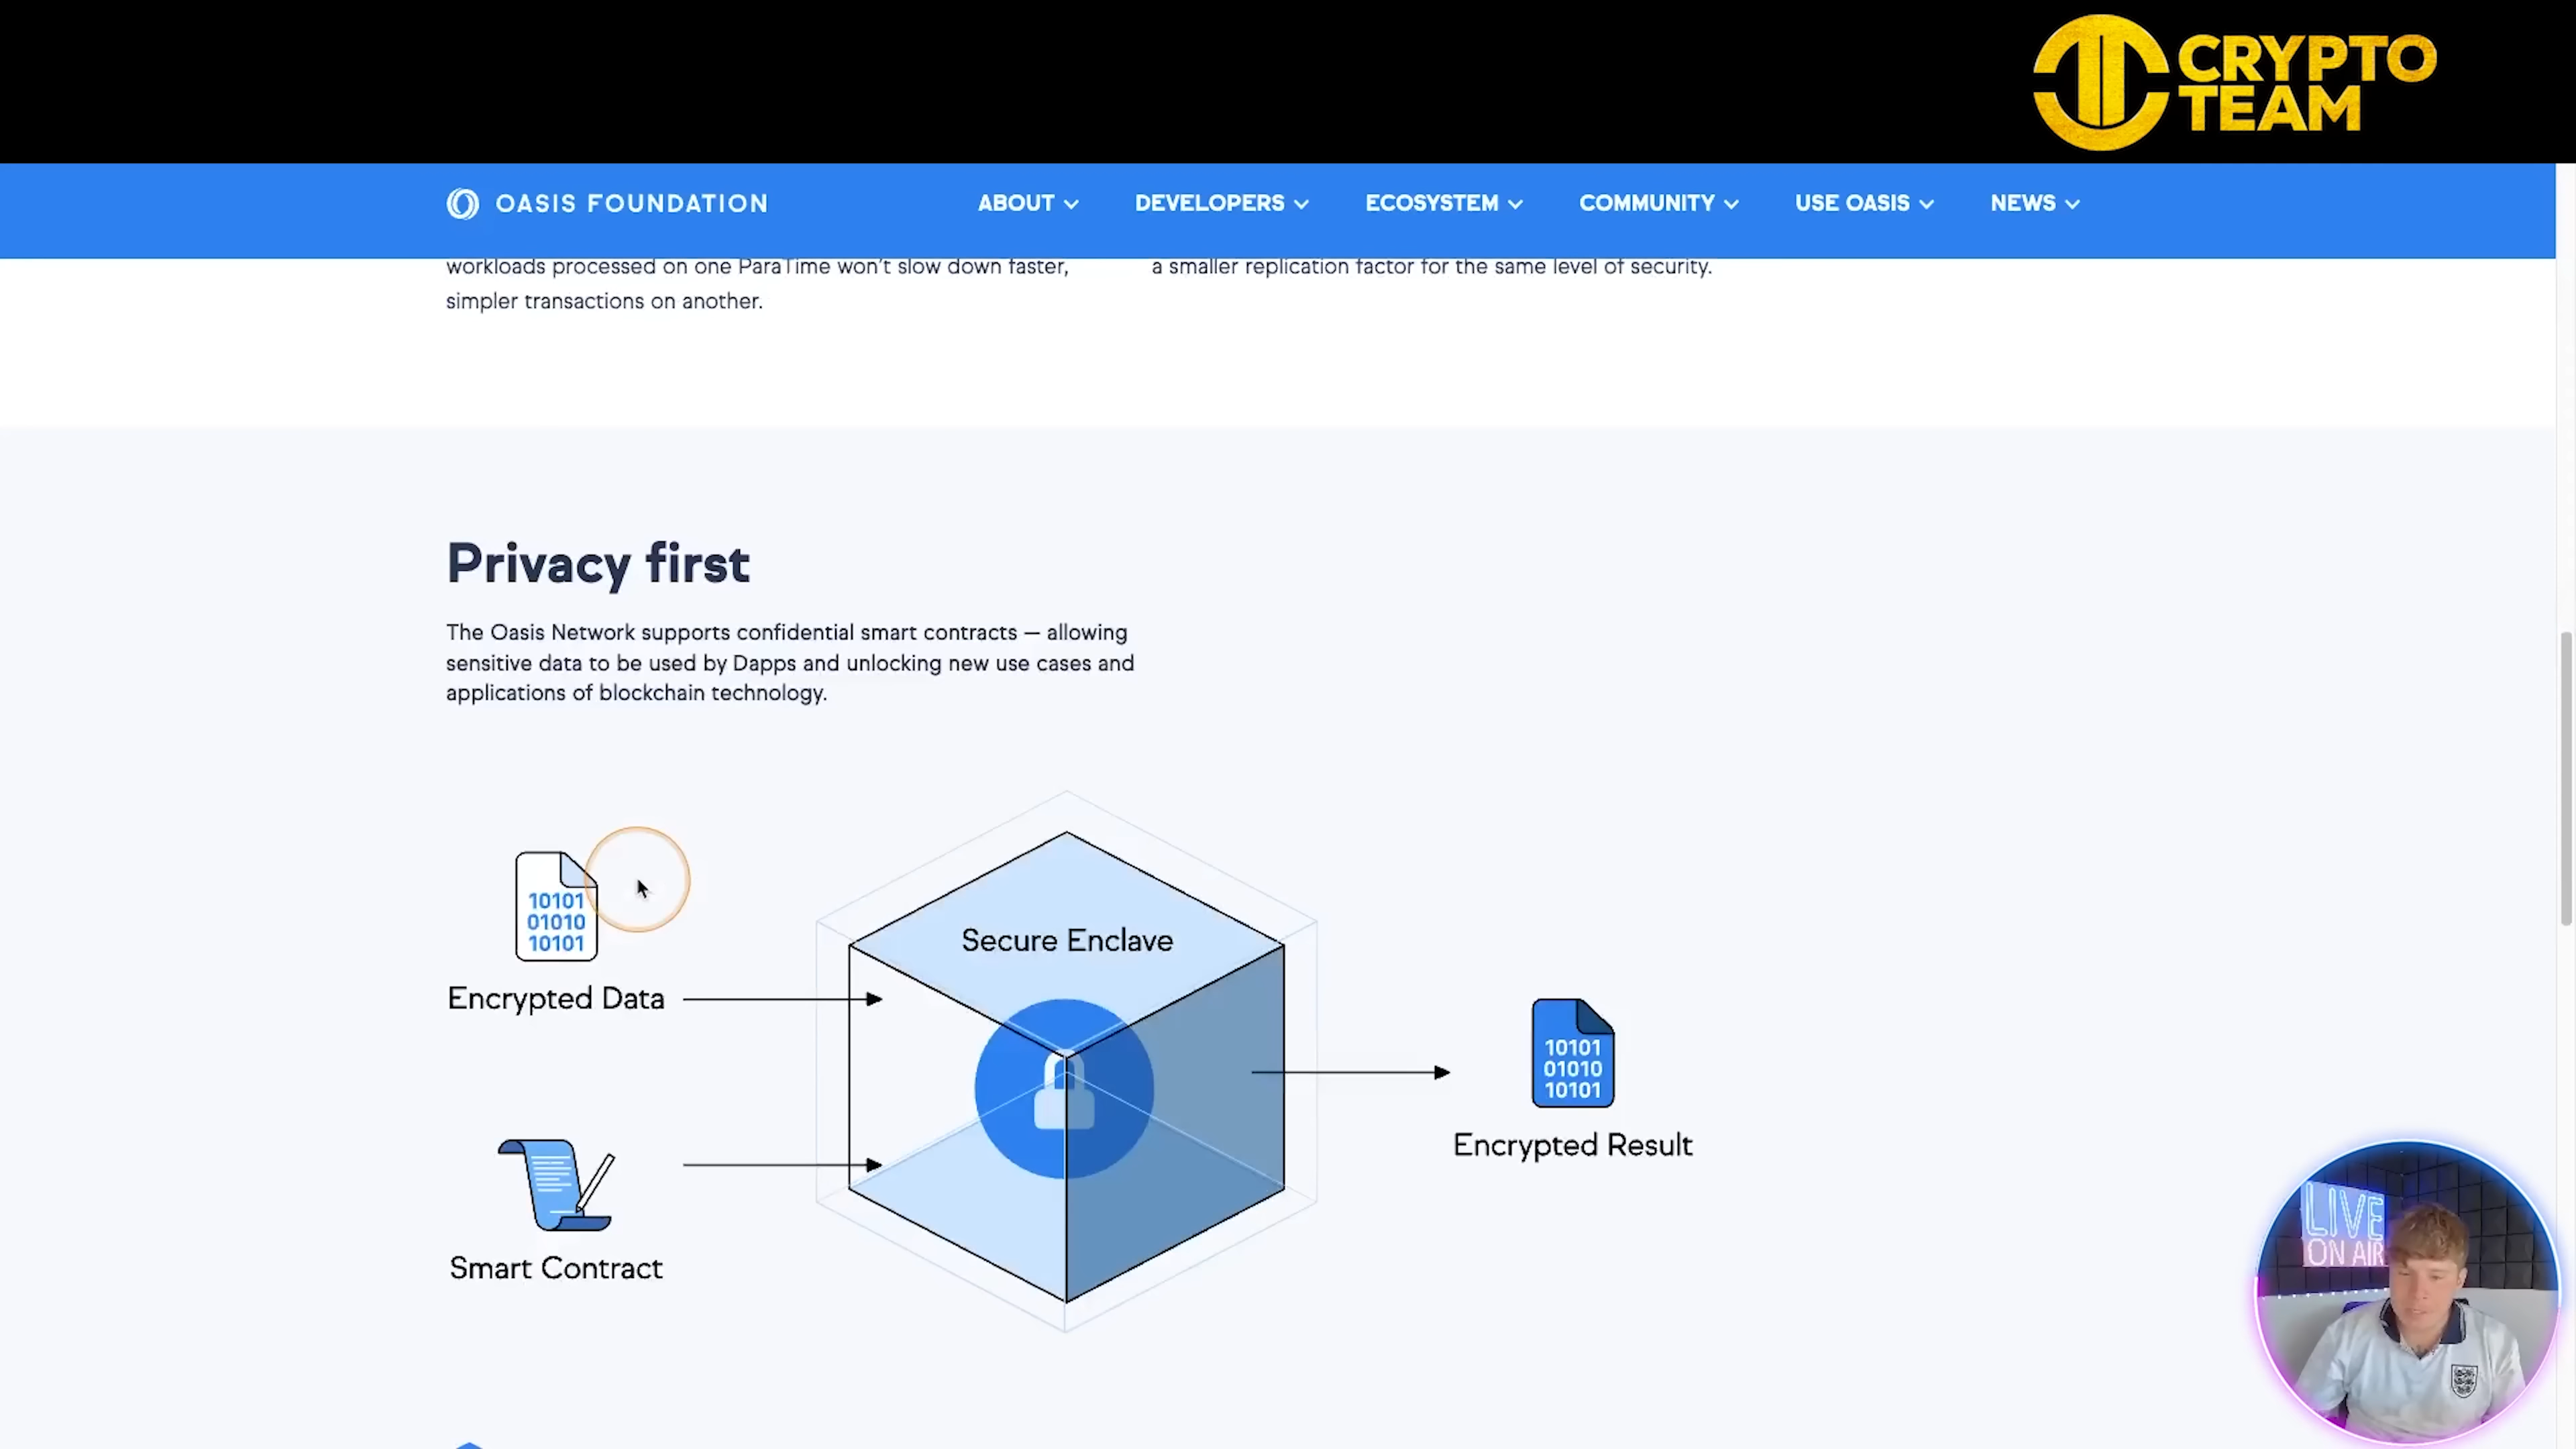 CRYPTO
TEAM
OASIS FOUNDATION
ABOUT
DEVELOPERS
ECOSYSTEM
COMMUNITY
USE OASIS
NEWS
workloads processed on one ParaTime won't slow down faster,
simpler transactions on another.
a smaller replication factor for the same level of security.
Privacy first
The Oasis Network supports confidential smart contracts — allowing
sensitive data to be used by Dapps and unlocking new use cases and
applications of blockchain technology.
10101
01010
10101
Encrypted Data
Smart Contract
Secure Enclave
10101
01010
10101
Encrypted Result
LIVE
ON AIR